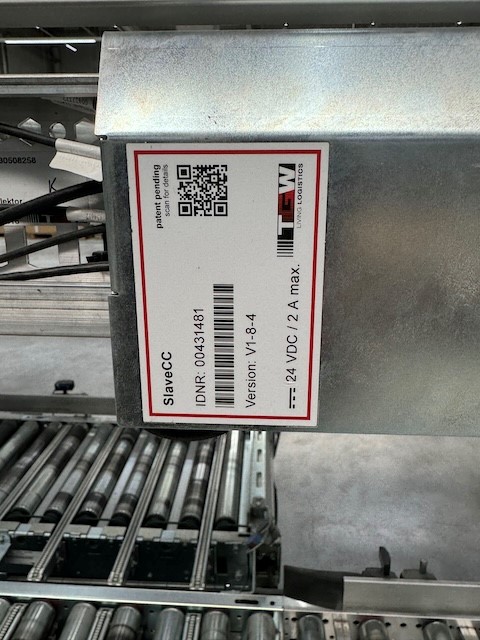 SlaveCC
IDNR: 00431481
Version: V1-8-4
24 VDC / 2 A max.
patent pending
scan for details
TGW
LIVING LOGISTICS
30508256
K